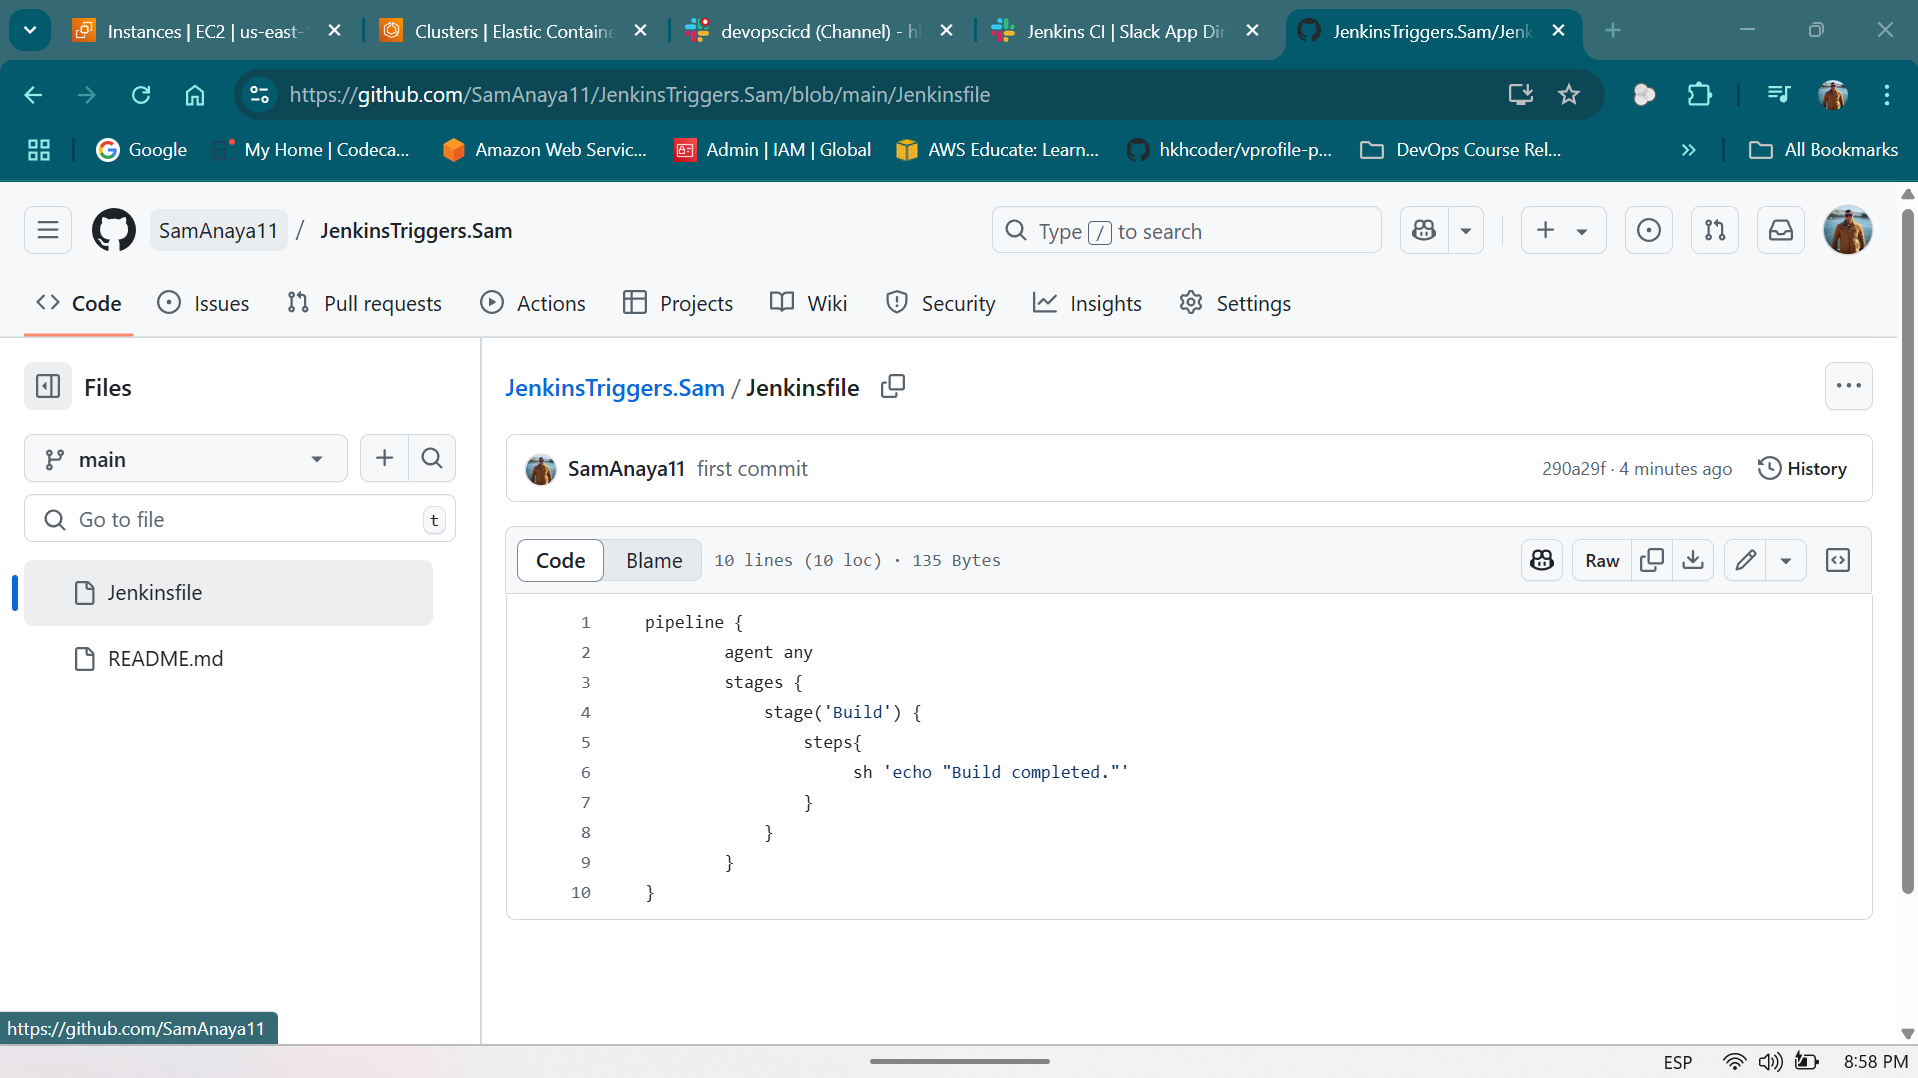 Instances | EC2 | us-east-1
Clusters | Elastic Containe
devopscicd (Channel) - hk
Jenkins CI | Slack App Dir
JenkinsTriggers.Sam/Jenk
https://github.com/SamAnaya11/JenkinsTriggers.Sam/blob/main/Jenkinsfile
Google
My Home | Codeca...
Amazon Web Servic...
Admin | IAM | Global
AWS Educate: Learn...
hkhcoder/vprofile-p...
DevOps Course Rel...
All Bookmarks
SamAnaya11 / JenkinsTriggers.Sam
Type / to search
Code
Issues
Pull requests
Actions
Projects
Wiki
Security
Insights
Settings
Files
main
Go to file
t
Jenkinsfile
README.md
JenkinsTriggers.Sam / Jenkinsfile
SamAnaya11 first commit
290a29f · 4 minutes ago
History
Code
Blame
10 lines (10 loc) · 135 Bytes
Raw
1 pipeline {
2 agent any
3 stages {
4 stage('Build') {
5 steps{
6 sh 'echo "Build completed."'
7 }
8 }
9 }
10 }
https://github.com/SamAnaya11
ESP
8:58 PM